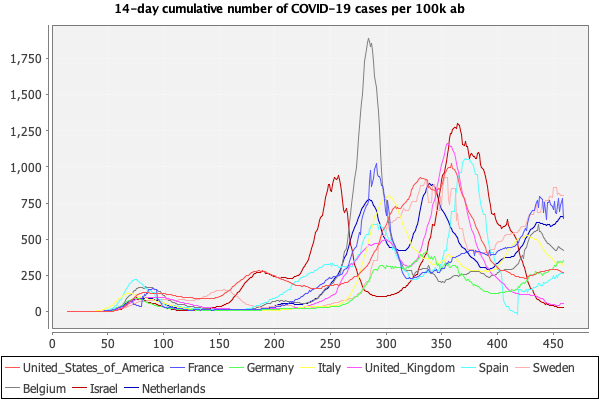 14-day cumulative number of COVID-19 cases per 100k ab
1,750
1,500
1,250
1,000
750
500
250
0
0 50 100 150 200 250 300 350 400 450
United_States_of_America France Germany Italy United_Kingdom Spain Sweden
Belgium Israel Netherlands